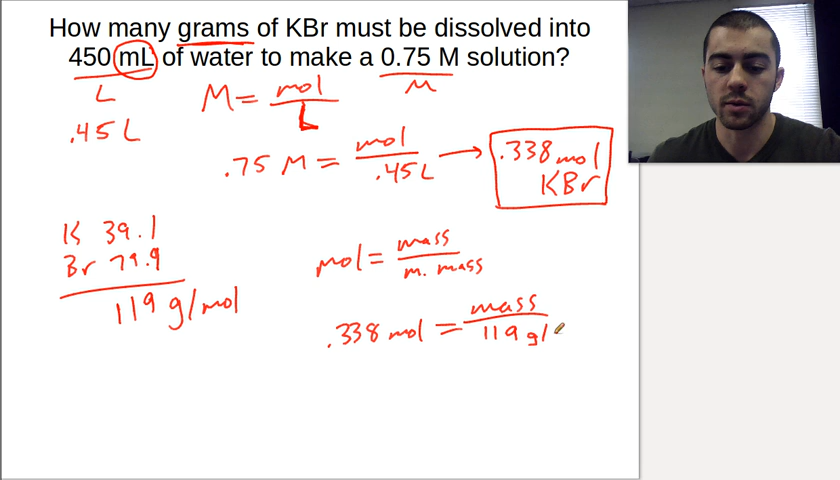 How many grams of KBr must be dissolved into
450 mL of water to make a 0.75 M solution?
L
M
M = mol / L
.45 L
.75 M = mol / .45L → .338 mol KBr
K 39.1
Br 79.9
119 g/mol
mol = mass / m. mass
.338 mol = mass / 119 g/